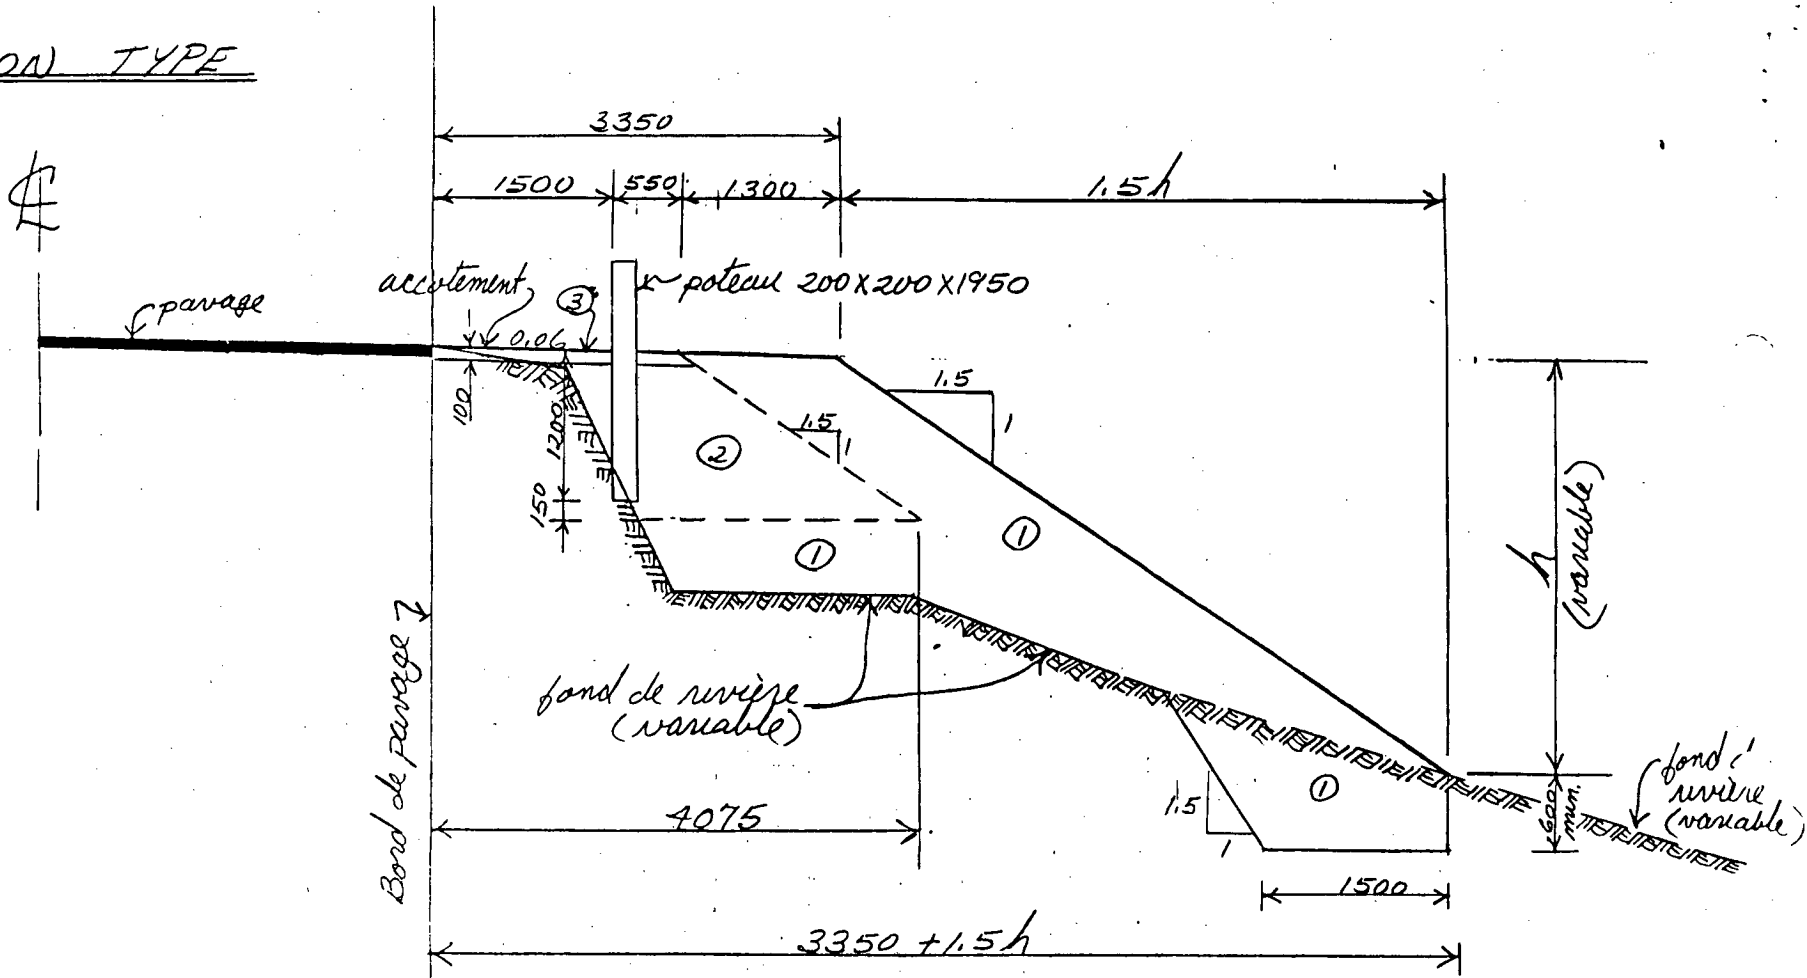 ON TYPE
3350
1500
550
1300
1.5h
℄
poteau 200x200x1950
accotement
③
pavage
0.06
100
1200
150
②
1.5
1
1.5
1
①
①
h
(variable)
Bord de pavage
fond de rivière
(variable)
4075
1.5
1
①
600
min.
fond
rivière
(variable)
1500
3350 + 1.5h